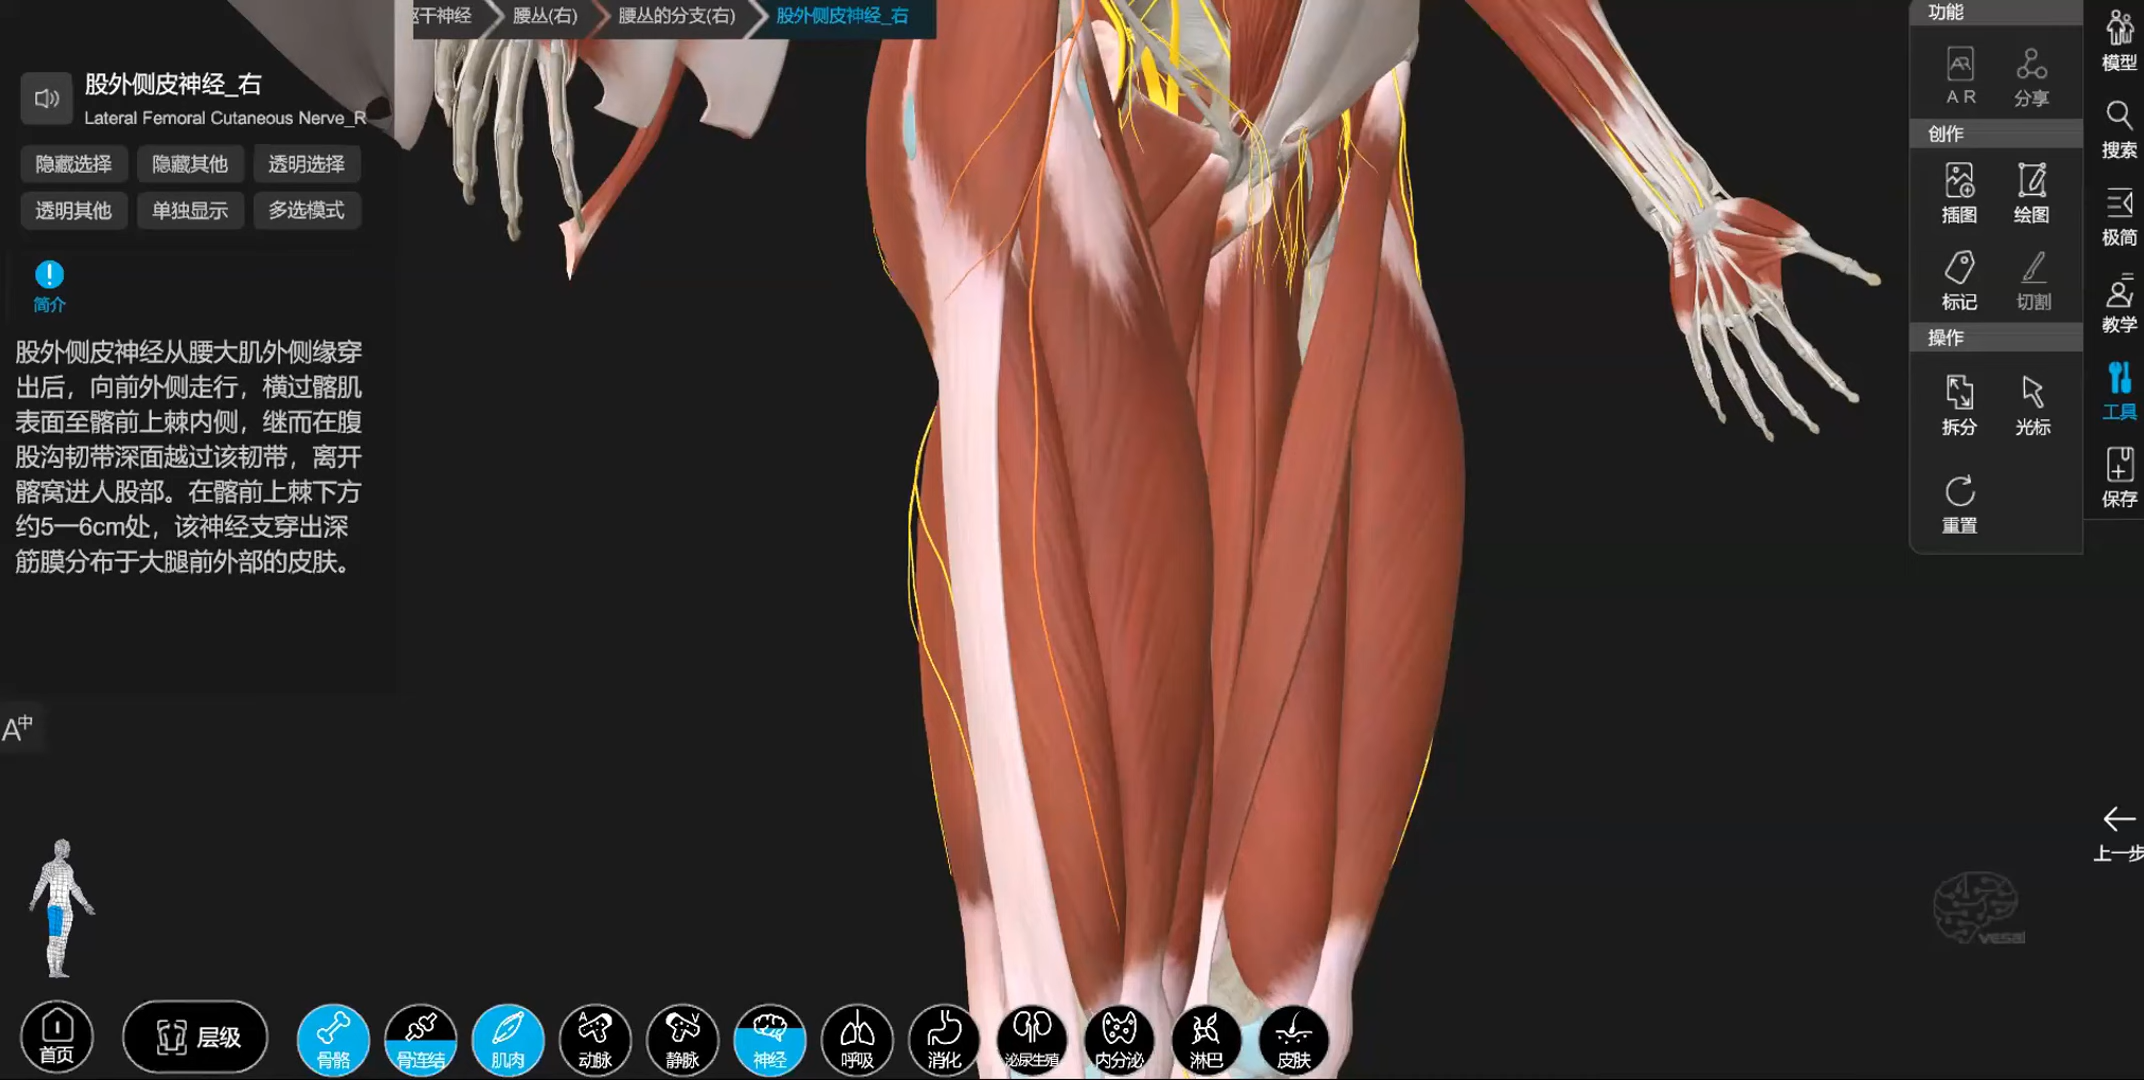 干神经
腰丛(右)
腰丛的分支(右)
股外侧皮神经_右
股外侧皮神经_右
Lateral Femoral Cutaneous Nerve_R
隐藏选择
隐藏其他
透明选择
透明其他
单独显示
多选模式
简介
股外侧皮神经从腰大肌外侧缘穿
出后，向前外侧走行，横过髂肌
表面至髂前上棘内侧，继而在腹
股沟韧带深面越过该韧带，离开
髂窝进人股部。在髂前上棘下方
约5一6cm处，该神经支穿出深
筋膜分布于大腿前外部的皮肤。
A中
功能
AR
AR
分享
创作
插图
绘图
标记
切割
操作
拆分
光标
重置
模型
搜索
极简
教学
工具
保存
上一步
vesal
首页
层级
骨骼
骨连结
肌肉
A
动脉
V
静脉
神经
呼吸
消化
泌尿生殖
内分泌
淋巴
皮肤